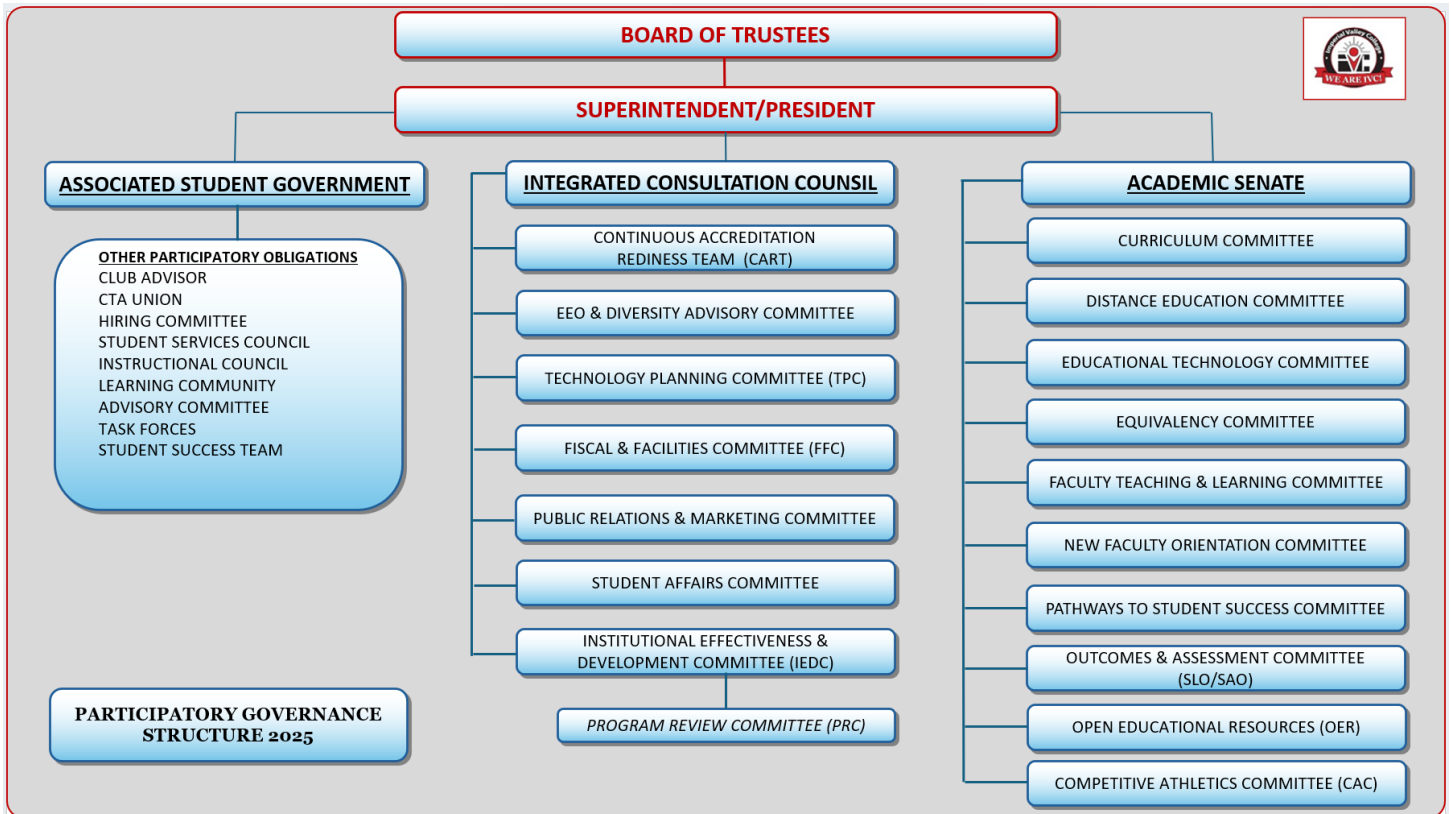 BOARD OF TRUSTEES
Imperial Valley College
IVC
WE ARE IVC!
SUPERINTENDENT/PRESIDENT
ASSOCIATED STUDENT GOVERNMENT
OTHER PARTICIPATORY OBLIGATIONS
CLUB ADVISOR
CTA UNION
HIRING COMMITTEE
STUDENT SERVICES COUNCIL
INSTRUCTIONAL COUNCIL
LEARNING COMMUNITY
ADVISORY COMMITTEE
TASK FORCES
STUDENT SUCCESS TEAM
PARTICIPATORY GOVERNANCE
STRUCTURE 2025
INTEGRATED CONSULTATION COUNSIL
CONTINUOUS ACCREDITATION
REDINESS TEAM (CART)
EEO & DIVERSITY ADVISORY COMMITTEE
TECHNOLOGY PLANNING COMMITTEE (TPC)
FISCAL & FACILITIES COMMITTEE (FFC)
PUBLIC RELATIONS & MARKETING COMMITTEE
STUDENT AFFAIRS COMMITTEE
INSTITUTIONAL EFFECTIVENESS &
DEVELOPMENT COMMITTEE (IEDC)
PROGRAM REVIEW COMMITTEE (PRC)
ACADEMIC SENATE
CURRICULUM COMMITTEE
DISTANCE EDUCATION COMMITTEE
EDUCATIONAL TECHNOLOGY COMMITTEE
EQUIVALENCY COMMITTEE
FACULTY TEACHING & LEARNING COMMITTEE
NEW FACULTY ORIENTATION COMMITTEE
PATHWAYS TO STUDENT SUCCESS COMMITTEE
OUTCOMES & ASSESSMENT COMMITTEE
(SLO/SAO)
OPEN EDUCATIONAL RESOURCES (OER)
COMPETITIVE ATHLETICS COMMITTEE (CAC)